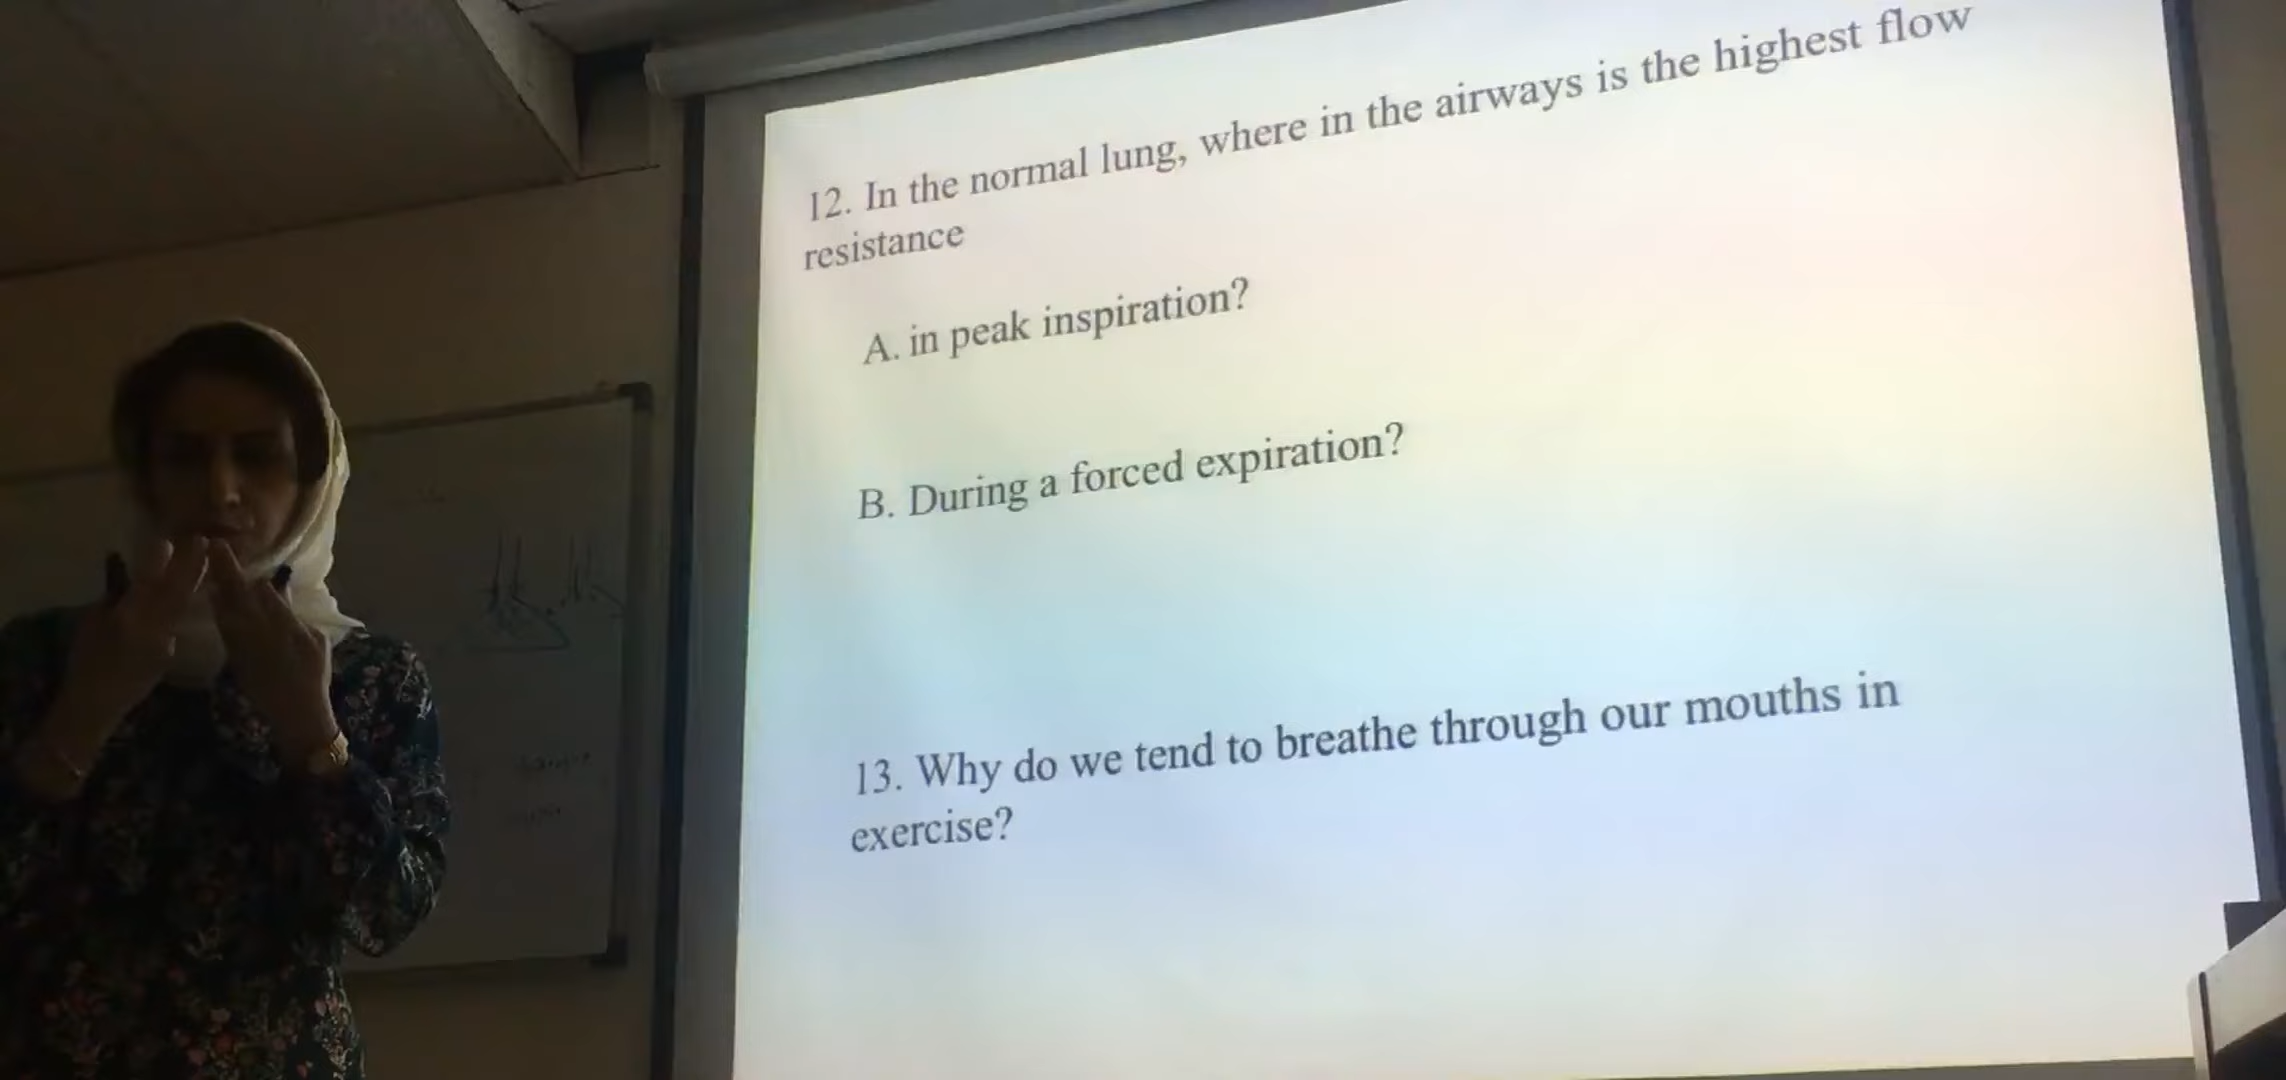 12. In the normal lung, where in the airways is the highest flow
resistance
A. in peak inspiration?
B. During a forced expiration?
13. Why do we tend to breathe through our mouths in
exercise?